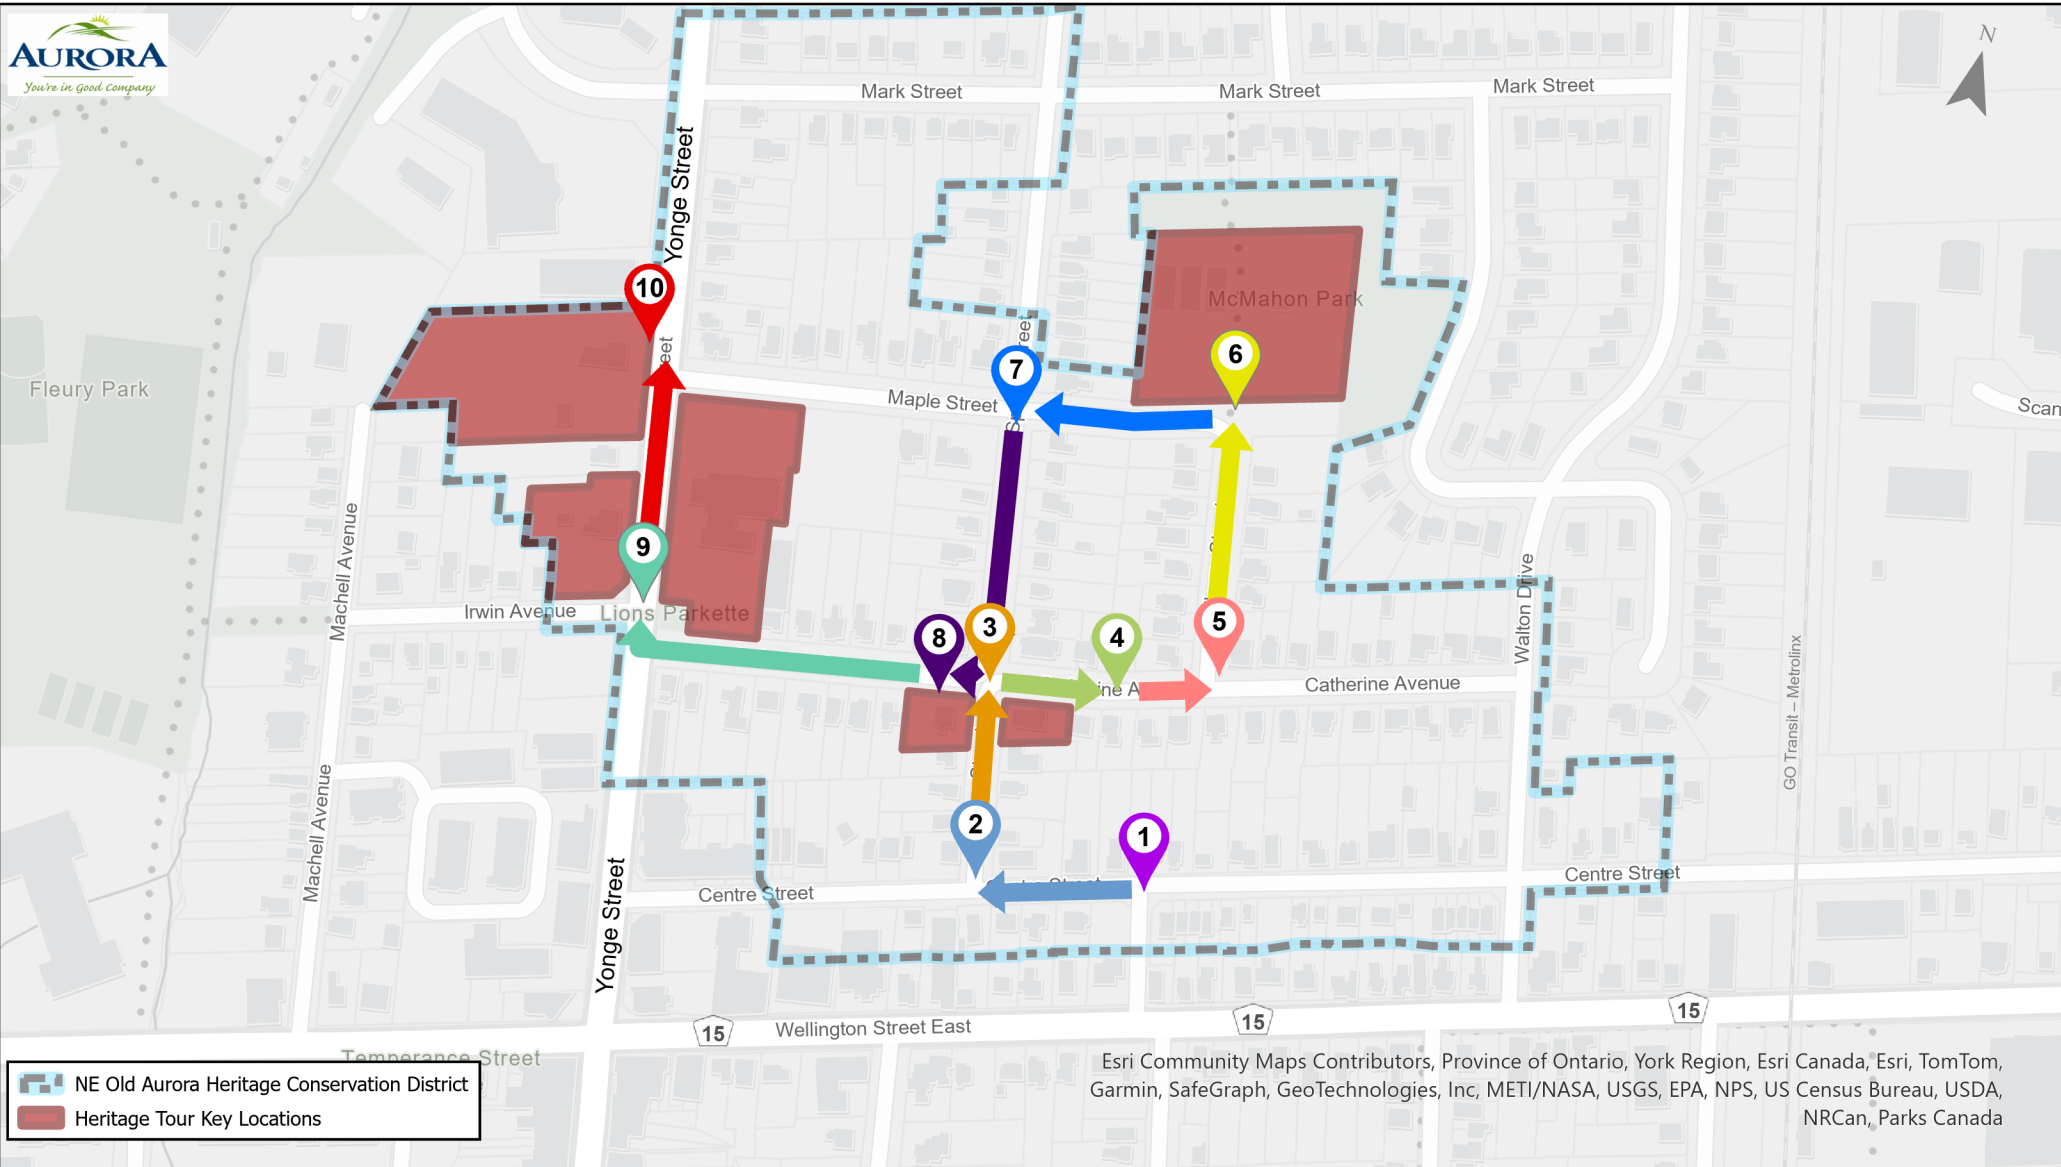 AURORA
You're in Good Company
N
Mark Street
Mark Street
Mark Street
Yonge Street
10
McMahon Park
Fleury Park
7
6
Maple Street
Scan
9
Machell Avenue
Irwin Avenue
Lions Parkette
8
3
4
5
Walton Drive
Catherine Avenue
GO Transit – Metrolinx
Machell Avenue
2
1
Yonge Street
Centre Street
Centre Street
15
Wellington Street East
15
15
Temperance Street
NE Old Aurora Heritage Conservation District
Heritage Tour Key Locations
Esri Community Maps Contributors, Province of Ontario, York Region, Esri Canada, Esri, TomTom,
Garmin, SafeGraph, GeoTechnologies, Inc, METI/NASA, USGS, EPA, NPS, US Census Bureau, USDA,
NRCan, Parks Canada